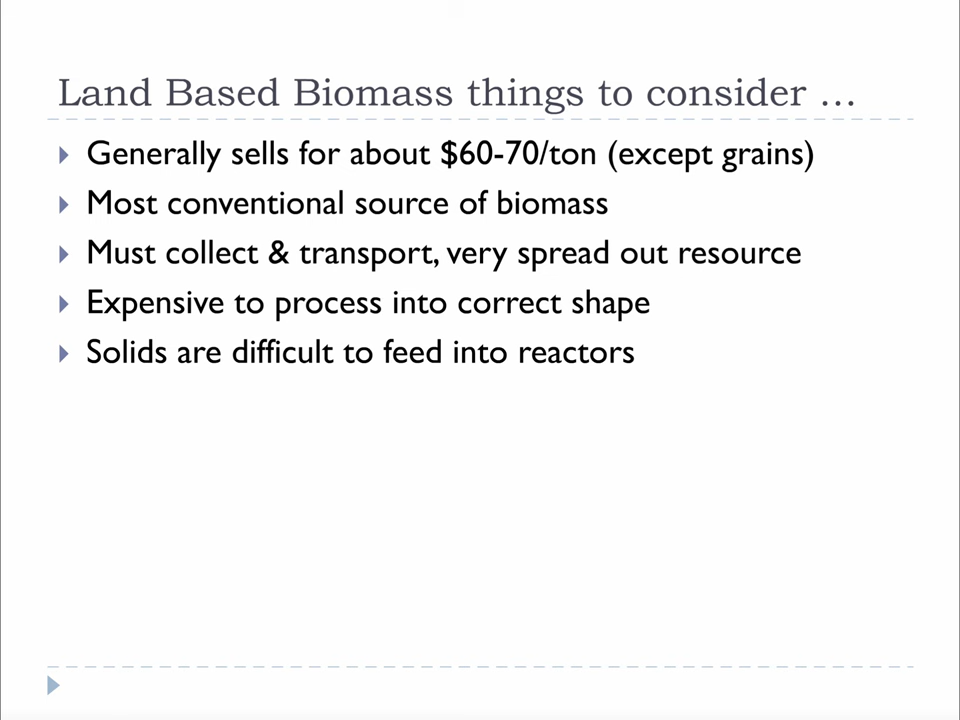 Land Based Biomass things to consider ...
Generally sells for about $60-70/ton (except grains)
Most conventional source of biomass
Must collect & transport, very spread out resource
Expensive to process into correct shape
Solids are difficult to feed into reactors